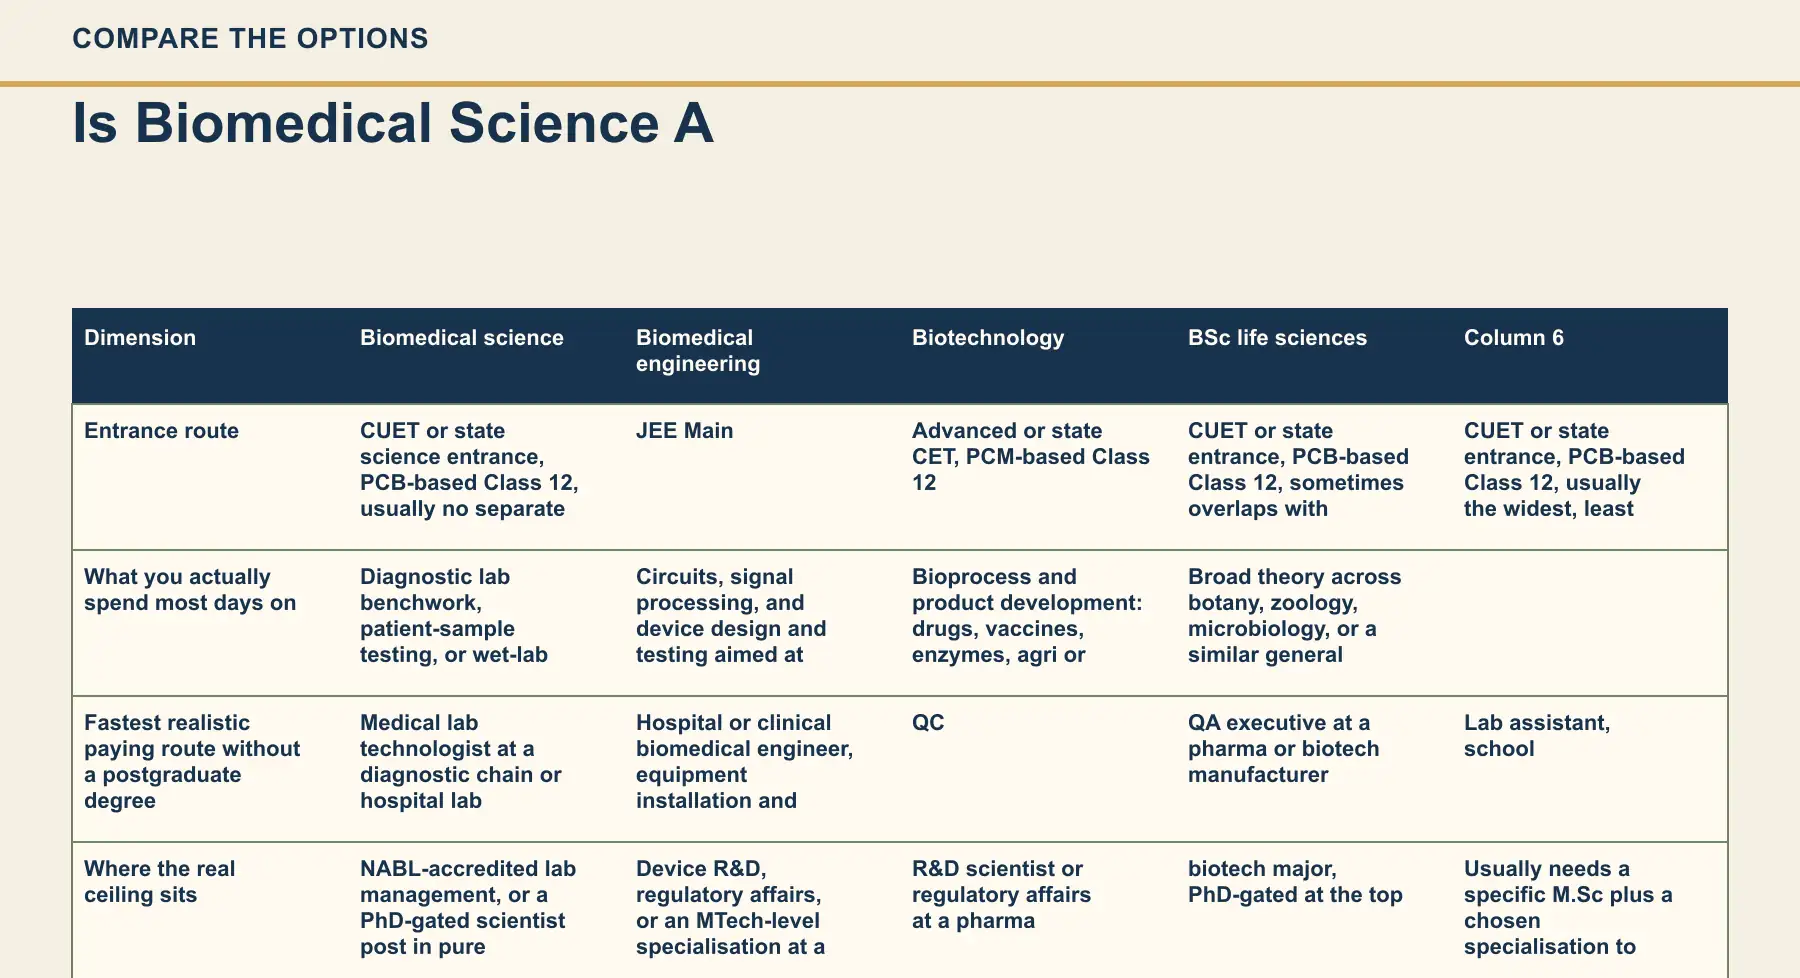 COMPARE THE OPTIONS
Is Biomedical Science A
Dimension
Biomedical science
Biomedical
engineering
Biotechnology
BSc life sciences
Column 6
Entrance route
CUET or state
science entrance,
PCB-based Class 12,
usually no separate
JEE Main
Advanced or state
CET, PCM-based Class
12
CUET or state
entrance, PCB-based
Class 12, sometimes
overlaps with
CUET or state
entrance, PCB-based
Class 12, usually
the widest, least
What you actually
spend most days on
Diagnostic lab
benchwork,
patient-sample
testing, or wet-lab
Circuits, signal
processing, and
device design and
testing aimed at
Bioprocess and
product development:
drugs, vaccines,
enzymes, agri or
Broad theory across
botany, zoology,
microbiology, or a
similar general
Fastest realistic
paying route without
a postgraduate
degree
Medical lab
technologist at a
diagnostic chain or
hospital lab
Hospital or clinical
biomedical engineer,
equipment
installation and
QC
QA executive at a
pharma or biotech
manufacturer
Lab assistant,
school
Where the real
ceiling sits
NABL-accredited lab
management, or a
PhD-gated scientist
post in pure
Device R&D,
regulatory affairs,
or an MTech-level
specialisation at a
R&D scientist or
regulatory affairs
at a pharma
biotech major,
PhD-gated at the top
Usually needs a
specific M.Sc plus a
chosen
specialisation to